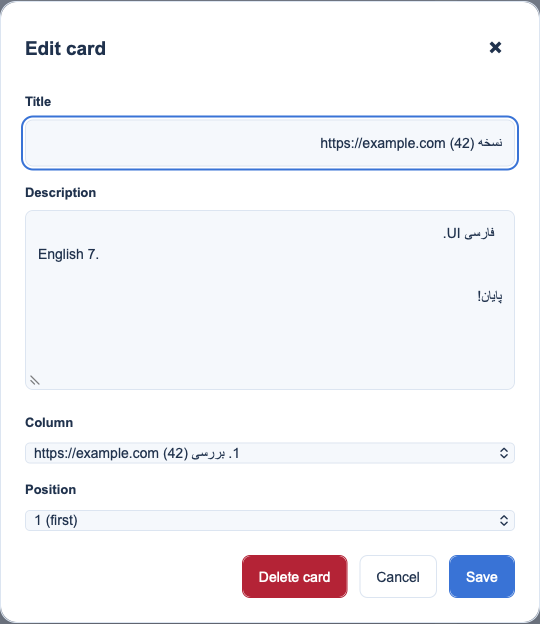 Edit card
✖
Title
نسخه (42) https://example.com
Description
فارسی UI.
English 7.
پایان!
Column
1. بررسی (42) https://example.com
Position
1 (first)
Delete card
Cancel
Save